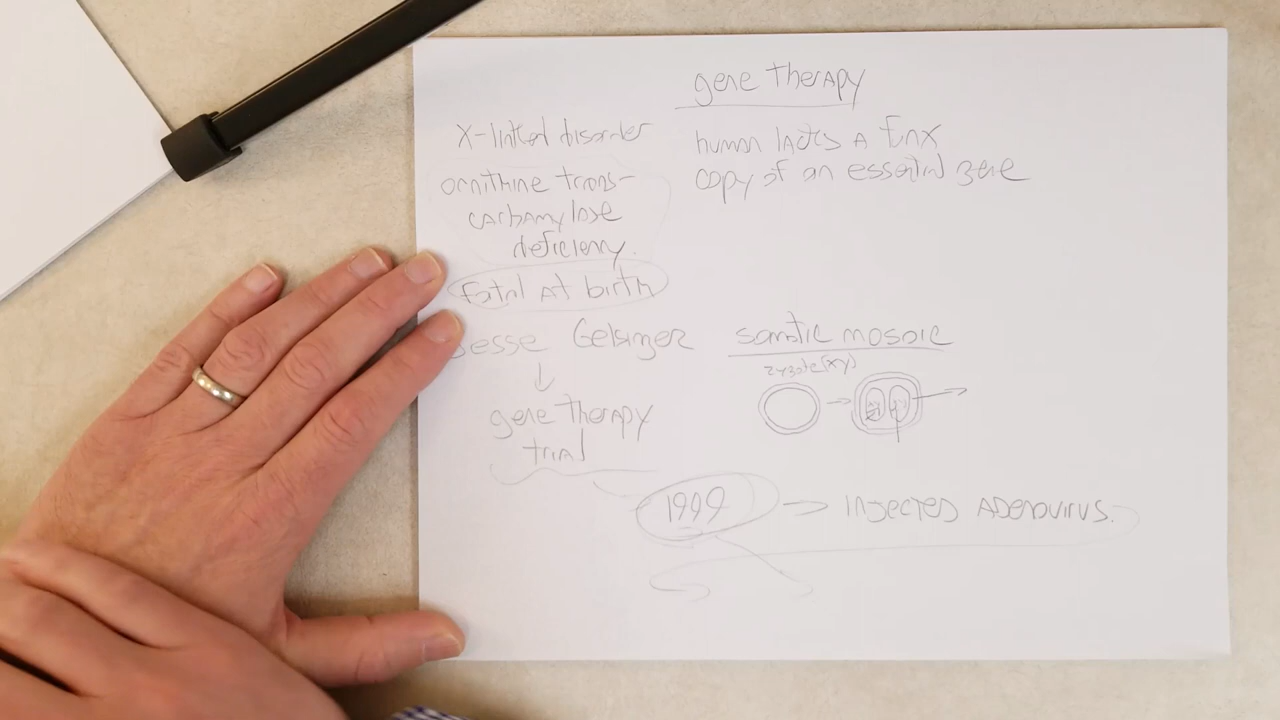 gene therapy
X-linked disorder
ornithine trans-
carbamylase
deficiency.
fatal at birth
Jesse Gelsinger
gene therapy
trial
human lacks a fxnx
copy of an essential gene
somatic mosaic
zygote (xy)
1999 → injected adenovirus.